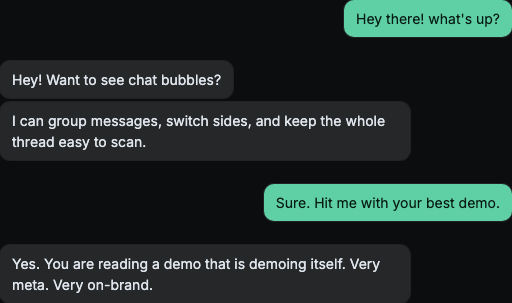 Hey there! what's up?
Hey! Want to see chat bubbles?
I can group messages, switch sides, and keep the whole
thread easy to scan.
Sure. Hit me with your best demo.
Yes. You are reading a demo that is demoing itself. Very
meta. Very on-brand.